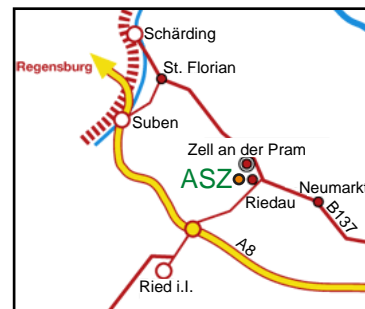 Schärding
Regensburg
St. Florian
Suben
Zell an der Pram
ASZ
Riedau
Neumarkt
B137
A8
Ried i.I.